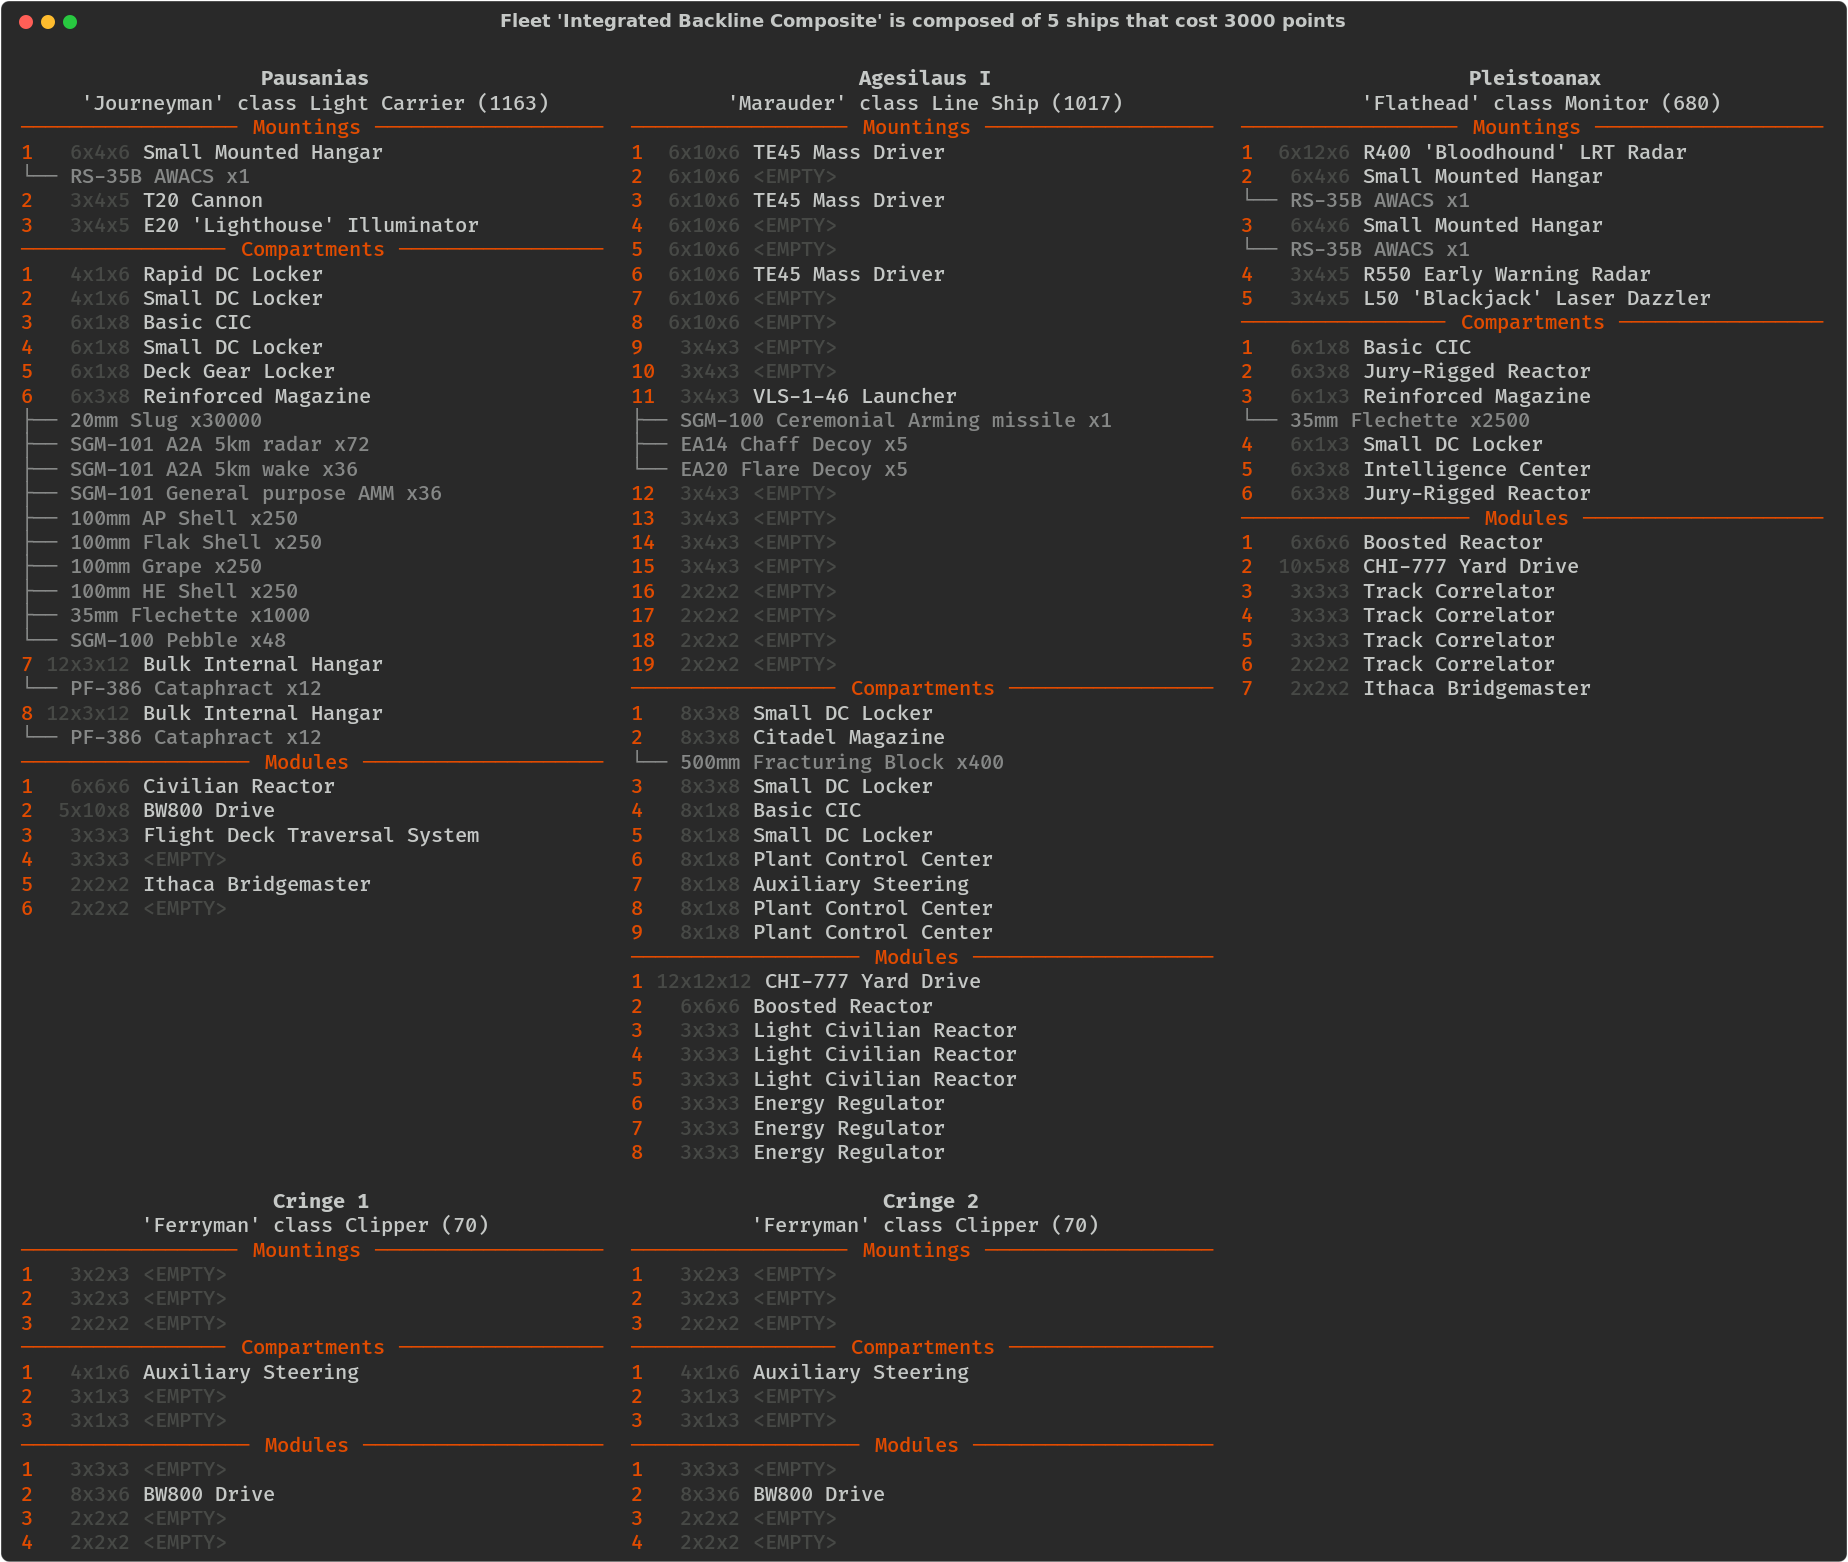 Fleet 'Integrated Backline Composite' is composed of 5 ships that cost 3000 points
Pausanias
'Journeyman' class Light Carrier (1163)
Mountings
1 6x4x6 Small Mounted Hangar
RS-35B AWACS x1
2 3x4x5 T20 Cannon
3 3x4x5 E20 'Lighthouse' Illuminator
Compartments
1 4x1x6 Rapid DC Locker
2 4x1x6 Small DC Locker
3 6x1x8 Basic CIC
4 6x1x8 Small DC Locker
5 6x1x8 Deck Gear Locker
6 6x3x8 Reinforced Magazine
20mm Slug x30000
SGM-101 A2A 5km radar x72
SGM-101 A2A 5km wake x36
SGM-101 General purpose AMM x36
100mm AP Shell x250
100mm Flak Shell x250
100mm Grape x250
100mm HE Shell x250
35mm Flechette x1000
SGM-100 Pebble x48
7 12x3x12 Bulk Internal Hangar
PF-386 Cataphract x12
8 12x3x12 Bulk Internal Hangar
PF-386 Cataphract x12
Modules
1 6x6x6 Civilian Reactor
2 5x10x8 BW800 Drive
3 3x3x3 Flight Deck Traversal System
4 3x3x3 <EMPTY>
5 2x2x2 Ithaca Bridgemaster
6 2x2x2 <EMPTY>
Agesilaus I
'Marauder' class Line Ship (1017)
Mountings
1 6x10x6 TE45 Mass Driver
2 6x10x6 <EMPTY>
3 6x10x6 TE45 Mass Driver
4 6x10x6 <EMPTY>
5 6x10x6 <EMPTY>
6 6x10x6 TE45 Mass Driver
7 6x10x6 <EMPTY>
8 6x10x6 <EMPTY>
9 3x4x3 <EMPTY>
10 3x4x3 <EMPTY>
11 3x4x3 VLS-1-46 Launcher
SGM-100 Ceremonial Arming missile x1
EA14 Chaff Decoy x5
EA20 Flare Decoy x5
12 3x4x3 <EMPTY>
13 3x4x3 <EMPTY>
14 3x4x3 <EMPTY>
15 3x4x3 <EMPTY>
16 2x2x2 <EMPTY>
17 2x2x2 <EMPTY>
18 2x2x2 <EMPTY>
19 2x2x2 <EMPTY>
Compartments
1 8x3x8 Small DC Locker
2 8x3x8 Citadel Magazine
500mm Fracturing Block x400
3 8x3x8 Small DC Locker
4 8x1x8 Basic CIC
5 8x1x8 Small DC Locker
6 8x1x8 Plant Control Center
7 8x1x8 Auxiliary Steering
8 8x1x8 Plant Control Center
9 8x1x8 Plant Control Center
Modules
1 12x12x12 CHI-777 Yard Drive
2 6x6x6 Boosted Reactor
3 3x3x3 Light Civilian Reactor
4 3x3x3 Light Civilian Reactor
5 3x3x3 Light Civilian Reactor
6 3x3x3 Energy Regulator
7 3x3x3 Energy Regulator
8 3x3x3 Energy Regulator
Pleistoanax
'Flathead' class Monitor (680)
Mountings
1 6x12x6 R400 'Bloodhound' LRT Radar
2 6x4x6 Small Mounted Hangar
RS-35B AWACS x1
3 6x4x6 Small Mounted Hangar
RS-35B AWACS x1
4 3x4x5 R550 Early Warning Radar
5 3x4x5 L50 'Blackjack' Laser Dazzler
Compartments
1 6x1x8 Basic CIC
2 6x3x8 Jury-Rigged Reactor
3 6x1x3 Reinforced Magazine
35mm Flechette x2500
4 6x1x3 Small DC Locker
5 6x3x8 Intelligence Center
6 6x3x8 Jury-Rigged Reactor
Modules
1 6x6x6 Boosted Reactor
2 10x5x8 CHI-777 Yard Drive
3 3x3x3 Track Correlator
4 3x3x3 Track Correlator
5 3x3x3 Track Correlator
6 2x2x2 Track Correlator
7 2x2x2 Ithaca Bridgemaster
Cringe 1
'Ferryman' class Clipper (70)
Mountings
1 3x2x3 <EMPTY>
2 3x2x3 <EMPTY>
3 2x2x2 <EMPTY>
Compartments
1 4x1x6 Auxiliary Steering
2 3x1x3 <EMPTY>
3 3x1x3 <EMPTY>
Modules
1 3x3x3 <EMPTY>
2 8x3x6 BW800 Drive
3 2x2x2 <EMPTY>
4 2x2x2 <EMPTY>
Cringe 2
'Ferryman' class Clipper (70)
Mountings
1 3x2x3 <EMPTY>
2 3x2x3 <EMPTY>
3 2x2x2 <EMPTY>
Compartments
1 4x1x6 Auxiliary Steering
2 3x1x3 <EMPTY>
3 3x1x3 <EMPTY>
Modules
1 3x3x3 <EMPTY>
2 8x3x6 BW800 Drive
3 2x2x2 <EMPTY>
4 2x2x2 <EMPTY>